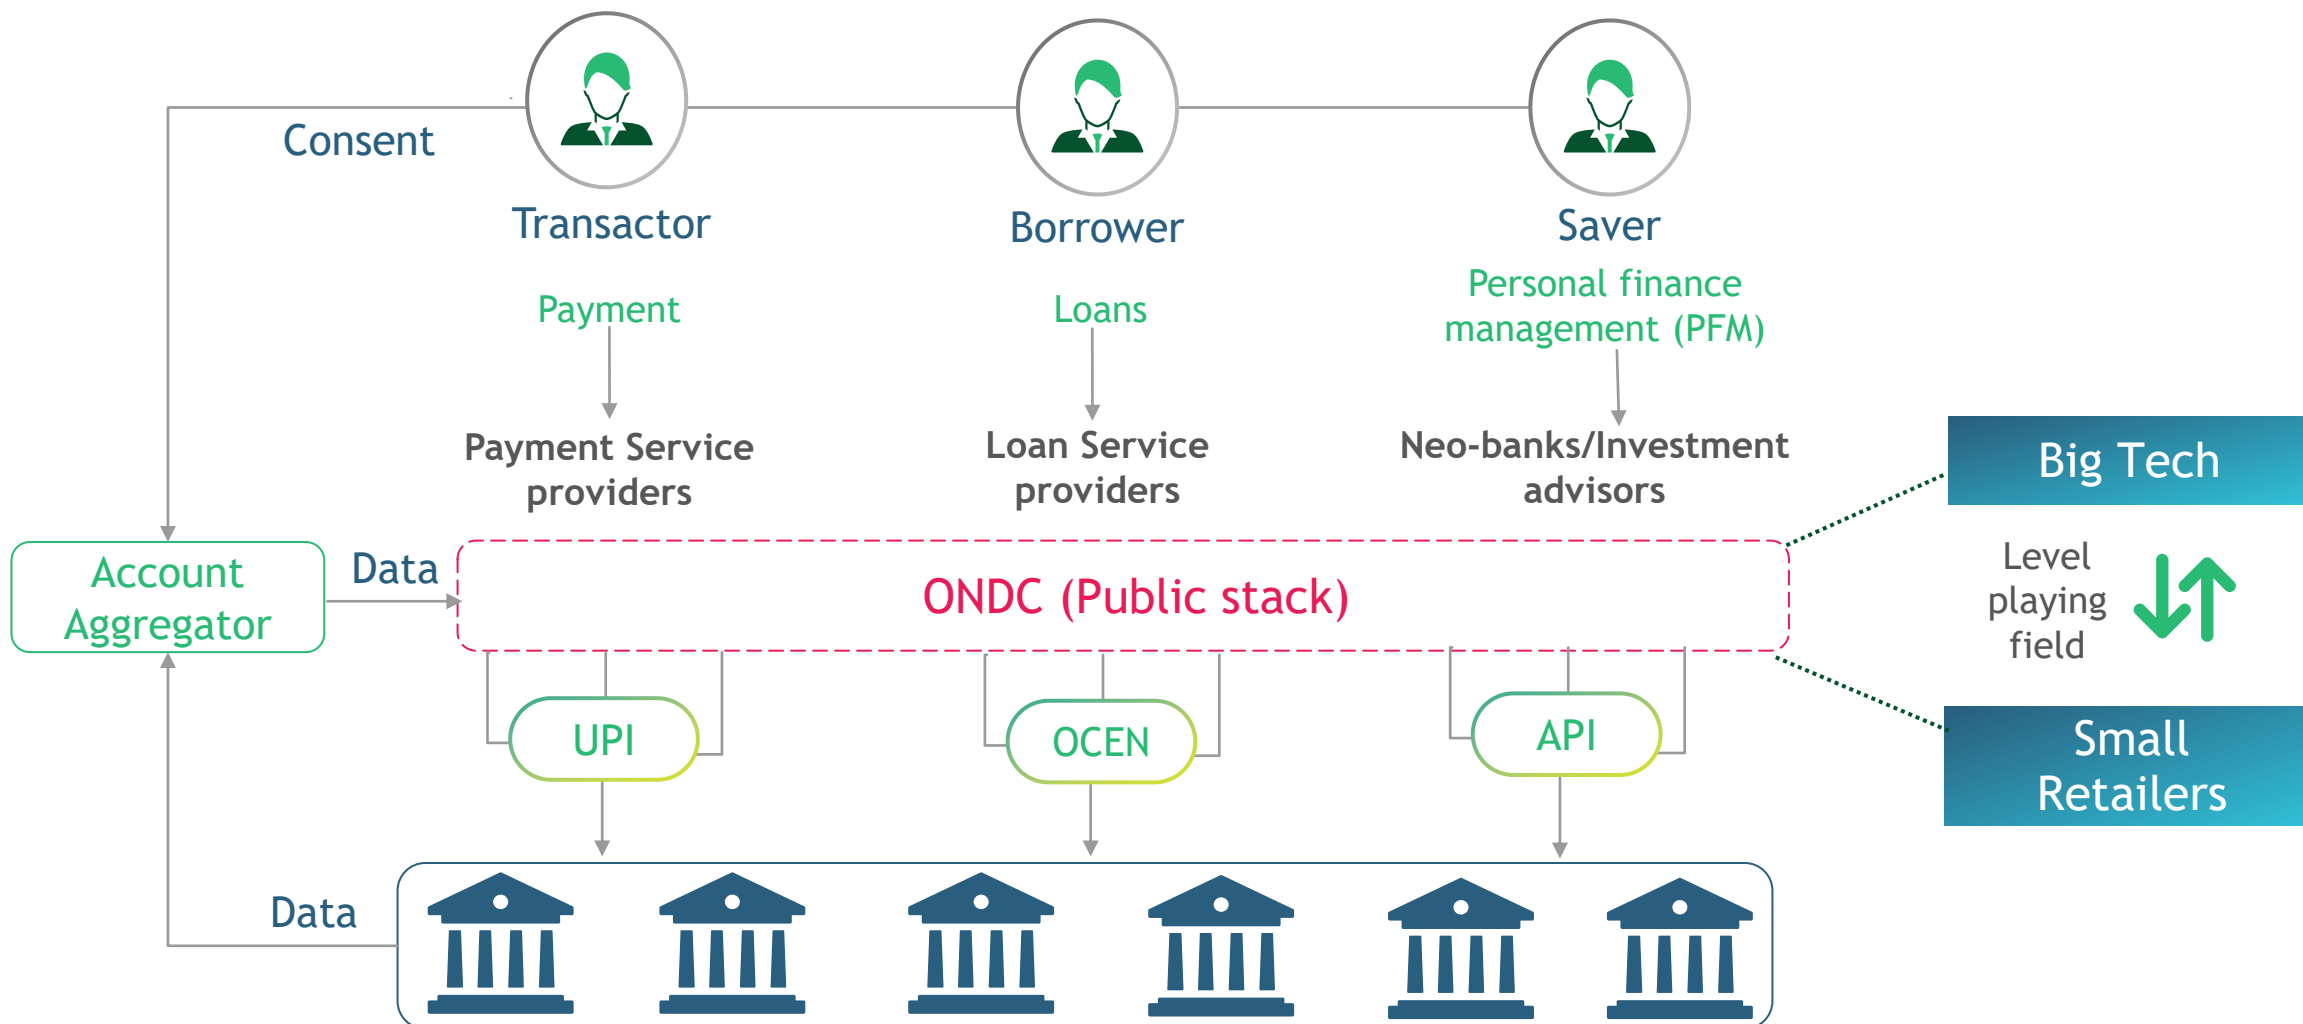 Consent
Transactor
Borrower
Saver
Payment
Loans
Personal finance
management (PFM)
Payment Service
providers
Loan Service
providers
Neo-banks/Investment
advisors
Big Tech
Level
playing
field
Small
Retailers
Account
Aggregator
Data
ONDC (Public stack)
UPI
OCEN
API
Data